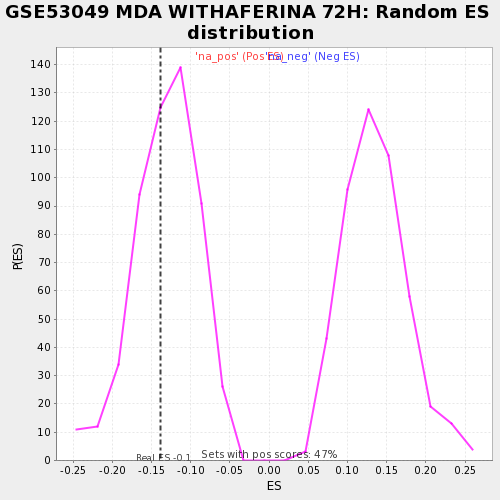 GSE53049 MDA WITHAFERINA 72H: Random ES
distribution
'na_pos' (Pos ES) 'na_neg' (Neg ES)
140
130
120
110
100
90
80
70
60
50
40
30
20
10
0
P(ES)
Real ES -0.1
Sets with pos scores: 47%
-0.25 -0.20 -0.15 -0.10 -0.05 0.00 0.05 0.10 0.15 0.20 0.25
ES